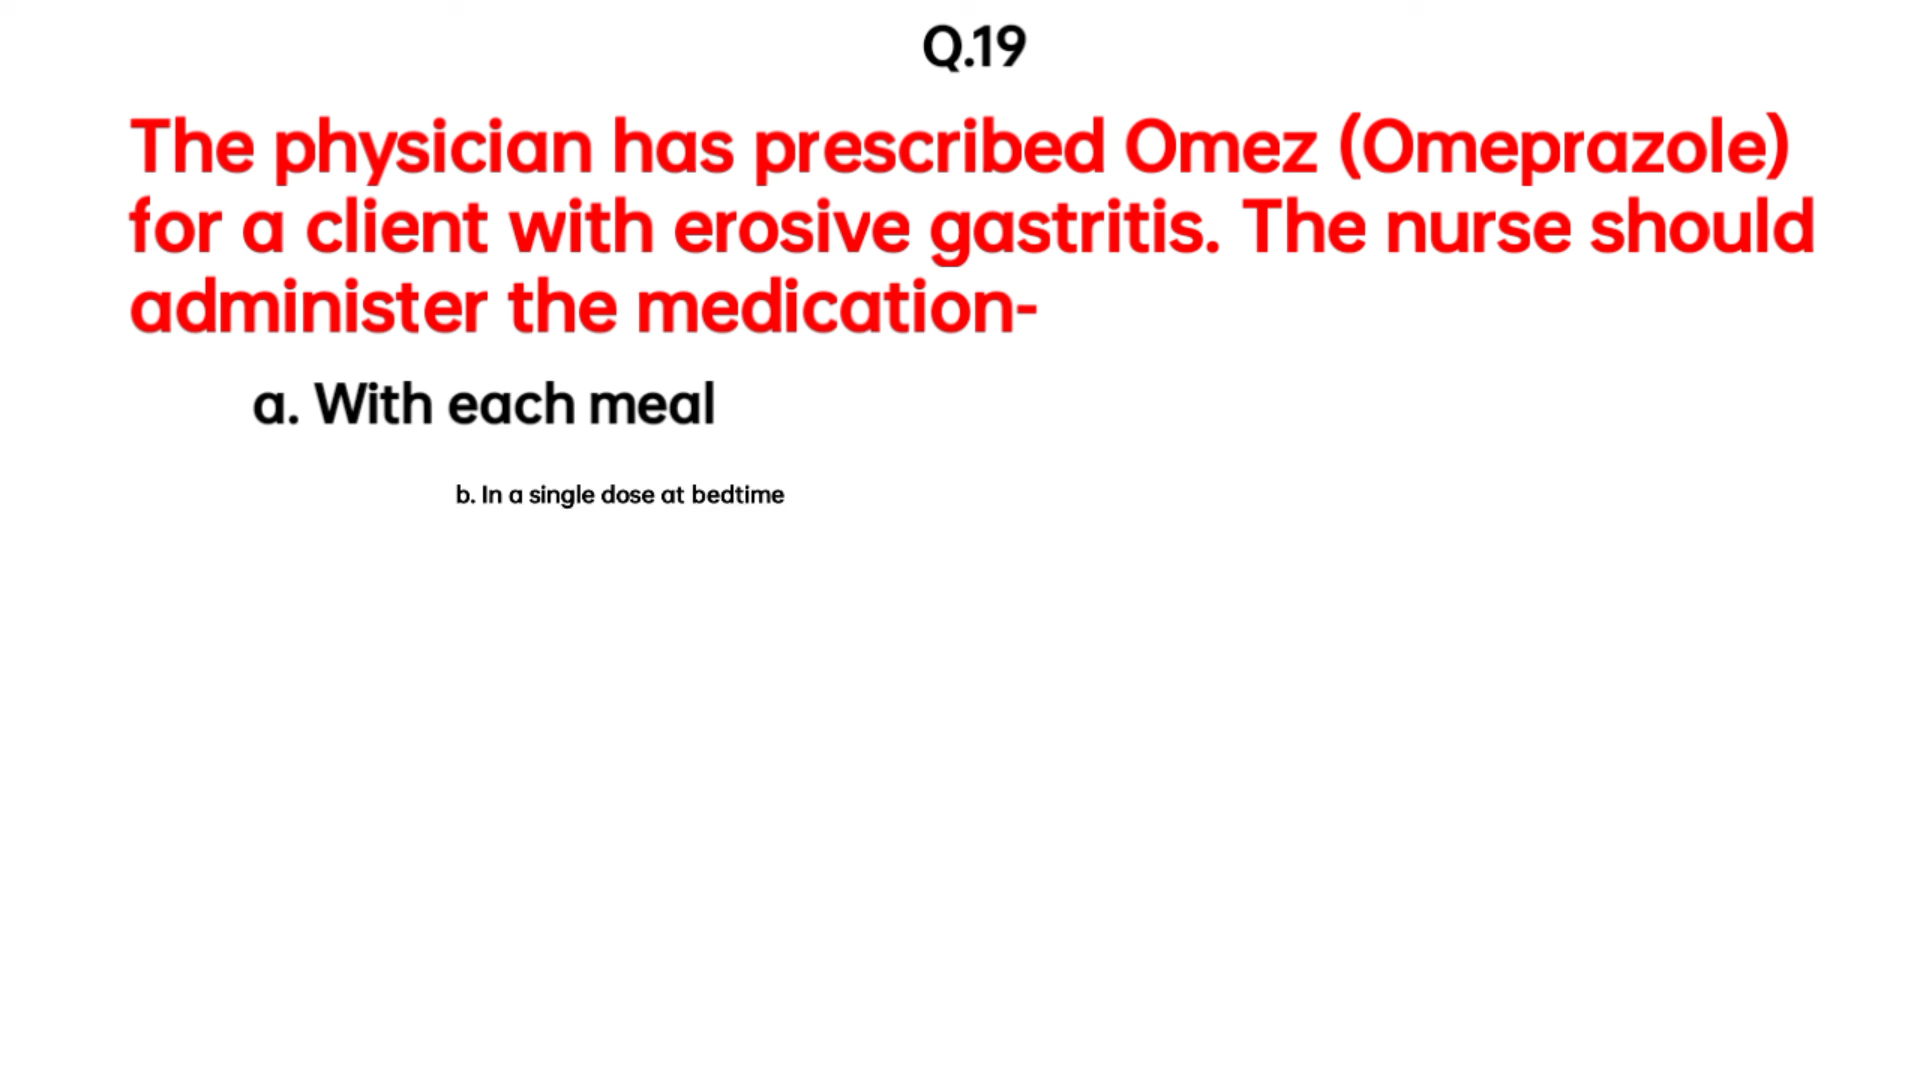 Q.19
The physician has prescribed Omez (Omeprazole)
for a client with erosive gastritis. The nurse should
administer the medication-
a. With each meal
b. In a single dose at bedtime